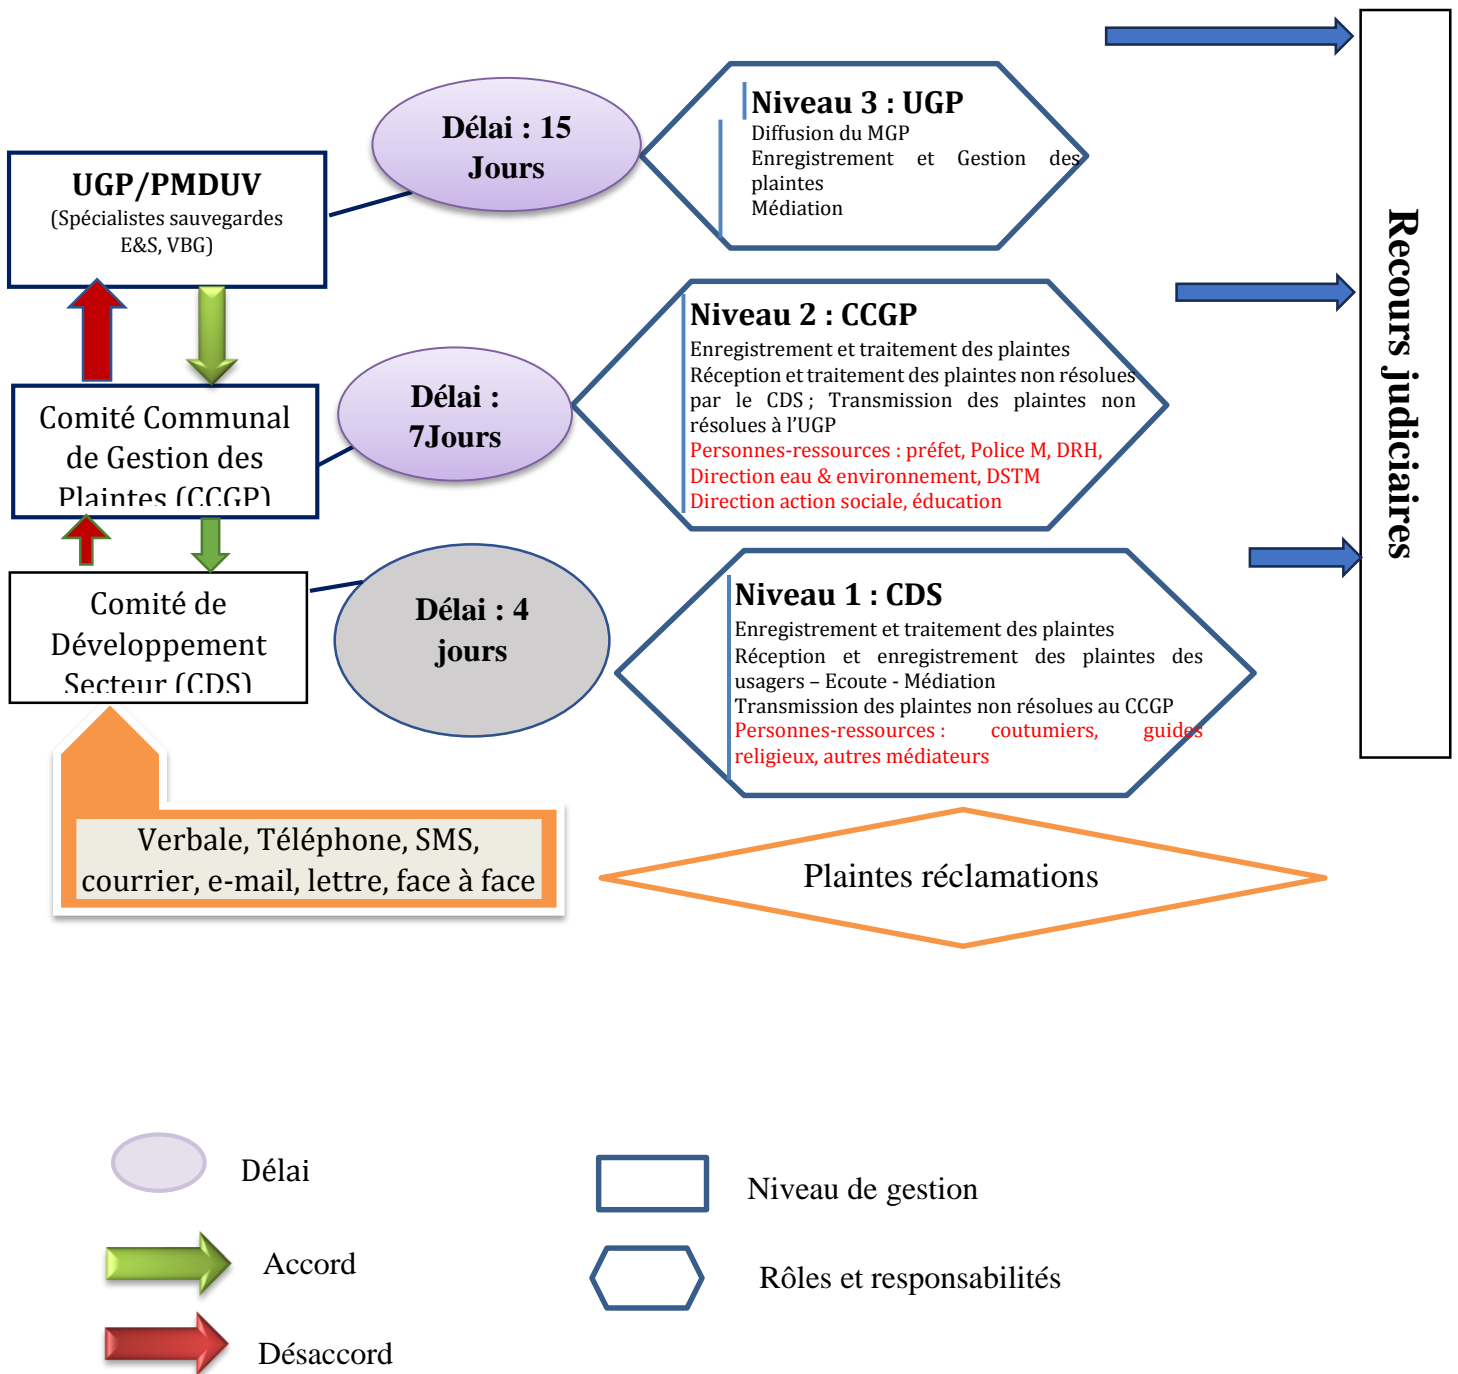 Délai : 15
Jours
Niveau 3 : UGP
Diffusion du MGP
Enregistrement et Gestion des
plaintes
Médiation
UGP/PMDUV
(Spécialistes sauvegardes
E&S, VBG)
Recours judiciaires
Niveau 2 : CCGP
Enregistrement et traitement des plaintes
Réception et traitement des plaintes non résolues
par le CDS ; Transmission des plaintes non
résolues à l'UGP
Personnes-ressources : préfet, Police M, DRH,
Direction eau & environnement, DSTM
Direction action sociale, éducation
Délai :
7Jours
Comité Communal
de Gestion des
Plaintes (CCGP)
Délai : 4
jours
Niveau 1 : CDS
Enregistrement et traitement des plaintes
Réception et enregistrement des plaintes des
usagers – Ecoute - Médiation
Transmission des plaintes non résolues au CCGP
Personnes-ressources : coutumiers, guides
religieux, autres médiateurs
Comité de
Développement
Secteur (CDS)
Verbale, Téléphone, SMS,
courrier, e-mail, lettre, face à face
Plaintes réclamations
Délai
Niveau de gestion
Accord
Rôles et responsabilités
Désaccord